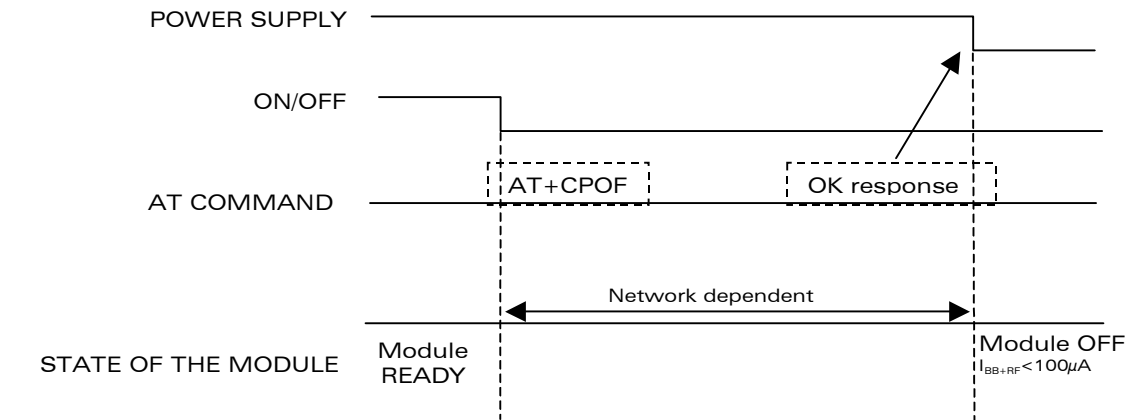 POWER SUPPLY
ON/OFF
AT COMMAND
AT+CPOF
OK response
Network dependent
STATE OF THE MODULE
Module
READY
Module OFF
I_BB+RF<100µA